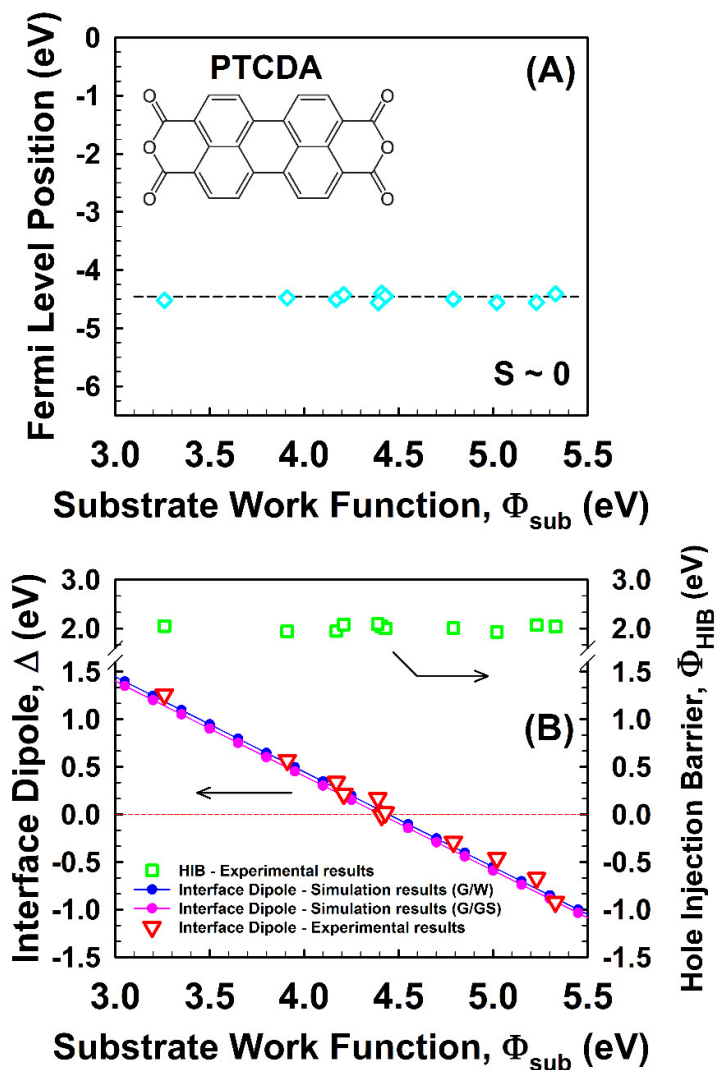 0
-1
-2
-3
-4
-5
-6
Fermi Level Position (eV)
PTCDA
(A)
O O
O O
O O
S ~ 0
3.0 3.5 4.0 4.5 5.0 5.5
Substrate Work Function, Φsub (eV)
3.0
2.0
1.5
1.0
0.5
0.0
-0.5
-1.0
-1.5
Interface Dipole, Δ (eV)
3.0
2.0
1.5
1.0
0.5
0.0
-0.5
-1.0
-1.5
Hole Injection Barrier, ΦHIB (eV)
(B)
HIB - Experimental results
Interface Dipole - Simulation results (G/W)
Interface Dipole - Simulation results (G/GS)
Interface Dipole - Experimental results
3.0 3.5 4.0 4.5 5.0 5.5
Substrate Work Function, Φsub (eV)